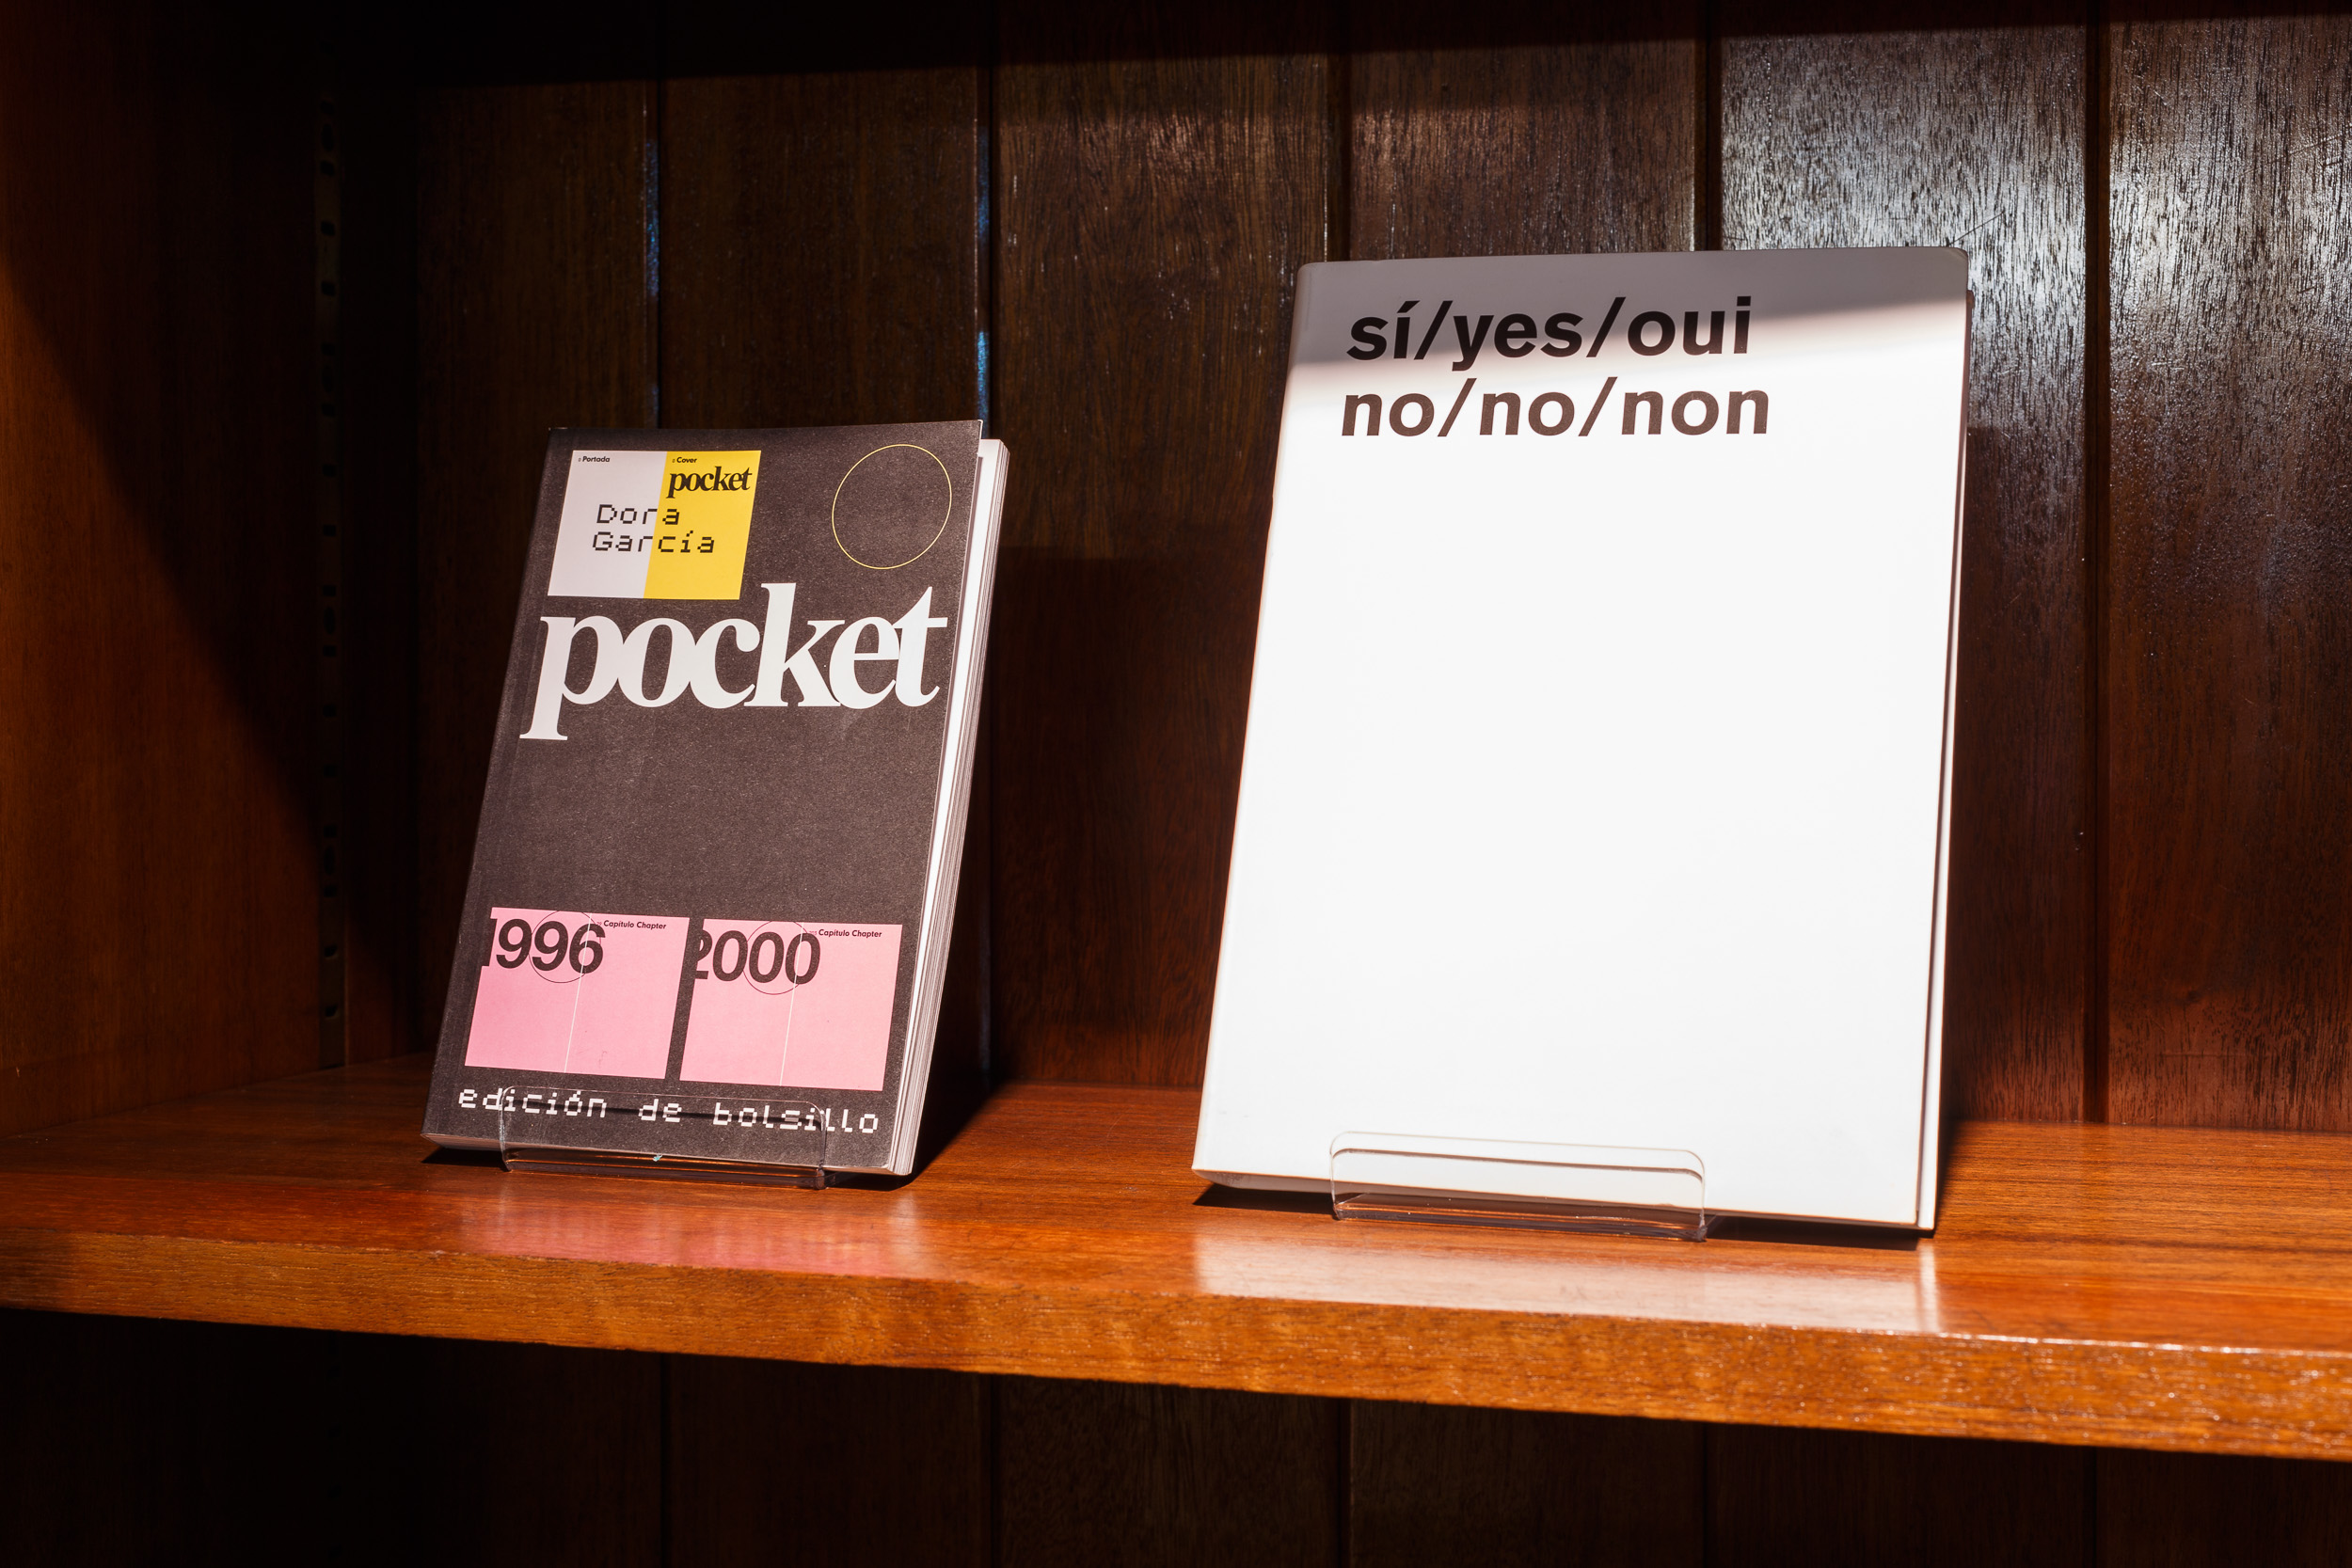 Portada
Cover
pocket
Dora
García
pocket
1996
Capítulo Chapter
2000
Capítulo Chapter
edición de bolsillo
sí/yes/oui
no/no/non